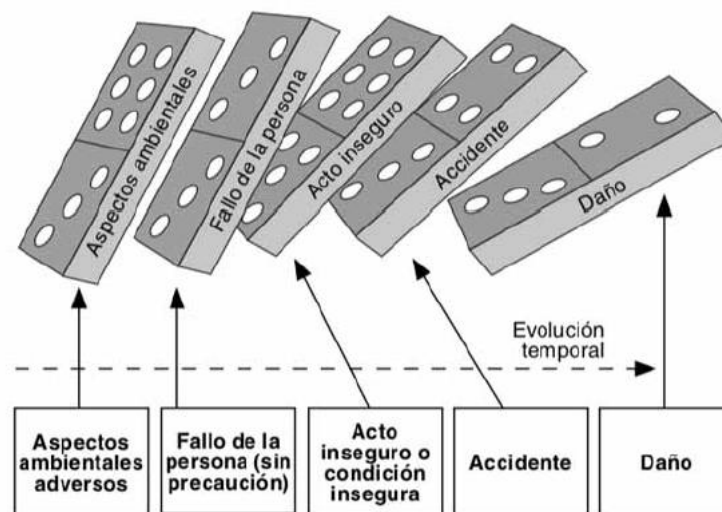 Aspectos ambientales
Fallo de la persona
Acto inseguro
Accidente
Daño
Evolución
temporal
Aspectos
ambientales
adversos
Fallo de la
persona (sin
precaución)
Acto
inseguro o
condición
insegura
Accidente
Daño